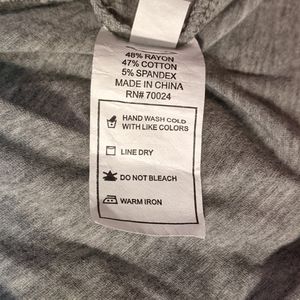 48% RAYON
47% COTTON
5% SPANDEX
MADE IN CHINA
RN# 70024
HAND WASH COLD
WITH LIKE COLORS
LINE DRY
DO NOT BLEACH
WARM IRON